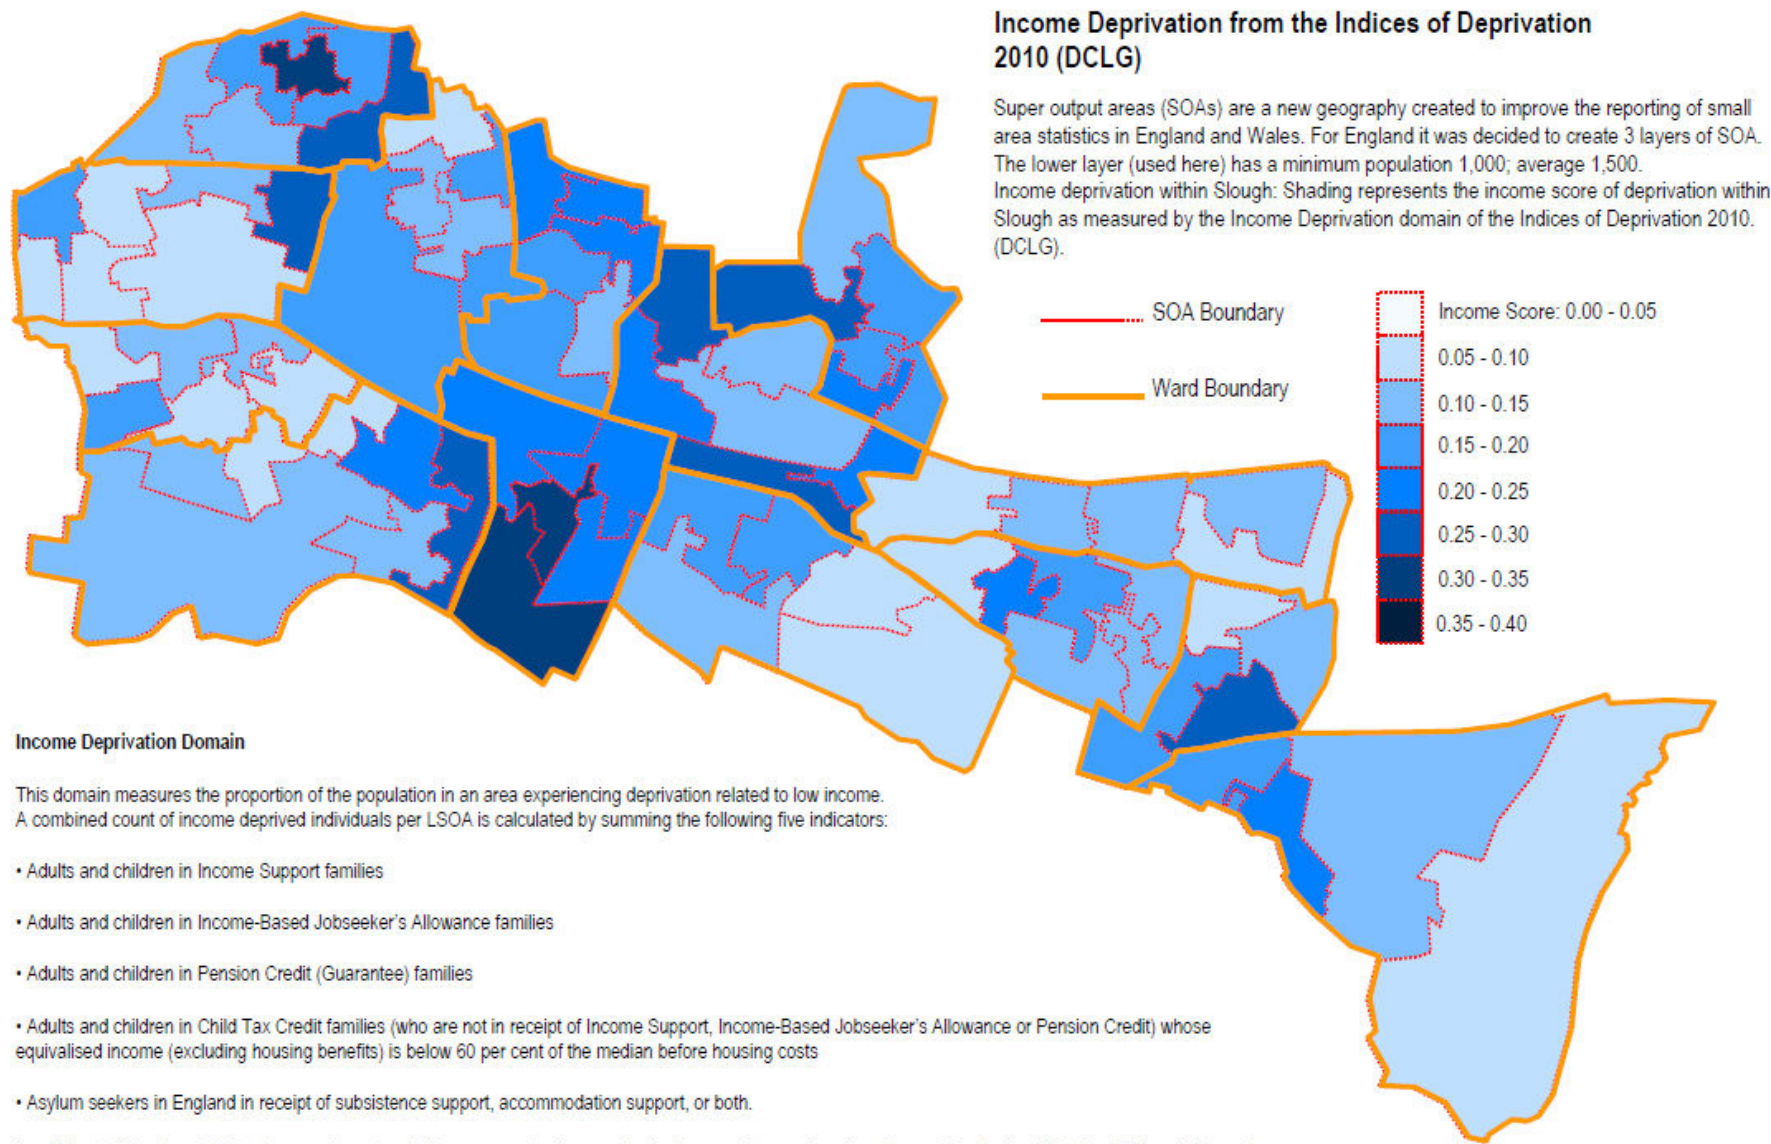 Income Deprivation from the Indices of Deprivation
2010 (DCLG)
Super output areas (SOAs) are a new geography created to improve the reporting of small
area statistics in England and Wales. For England it was decided to create 3 layers of SOA.
The lower layer (used here) has a minimum population 1,000; average 1,500.
Income deprivation within Slough: Shading represents the income score of deprivation within
Slough as measured by the Income Deprivation domain of the Indices of Deprivation 2010.
(DCLG).
SOA Boundary
Ward Boundary
Income Score: 0.00 - 0.05
0.05 - 0.10
0.10 - 0.15
0.15 - 0.20
0.20 - 0.25
0.25 - 0.30
0.30 - 0.35
0.35 - 0.40
Income Deprivation Domain
This domain measures the proportion of the population in an area experiencing deprivation related to low income.
A combined count of income deprived individuals per LSOA is calculated by summing the following five indicators:
• Adults and children in Income Support families
• Adults and children in Income-Based Jobseeker's Allowance families
• Adults and children in Pension Credit (Guarantee) families
• Adults and children in Child Tax Credit families (who are not in receipt of Income Support, Income-Based Jobseeker's Allowance or Pension Credit) whose
equivalised income (excluding housing benefits) is below 60 per cent of the median before housing costs
• Asylum seekers in England in receipt of subsistence support, accommodation support, or both.